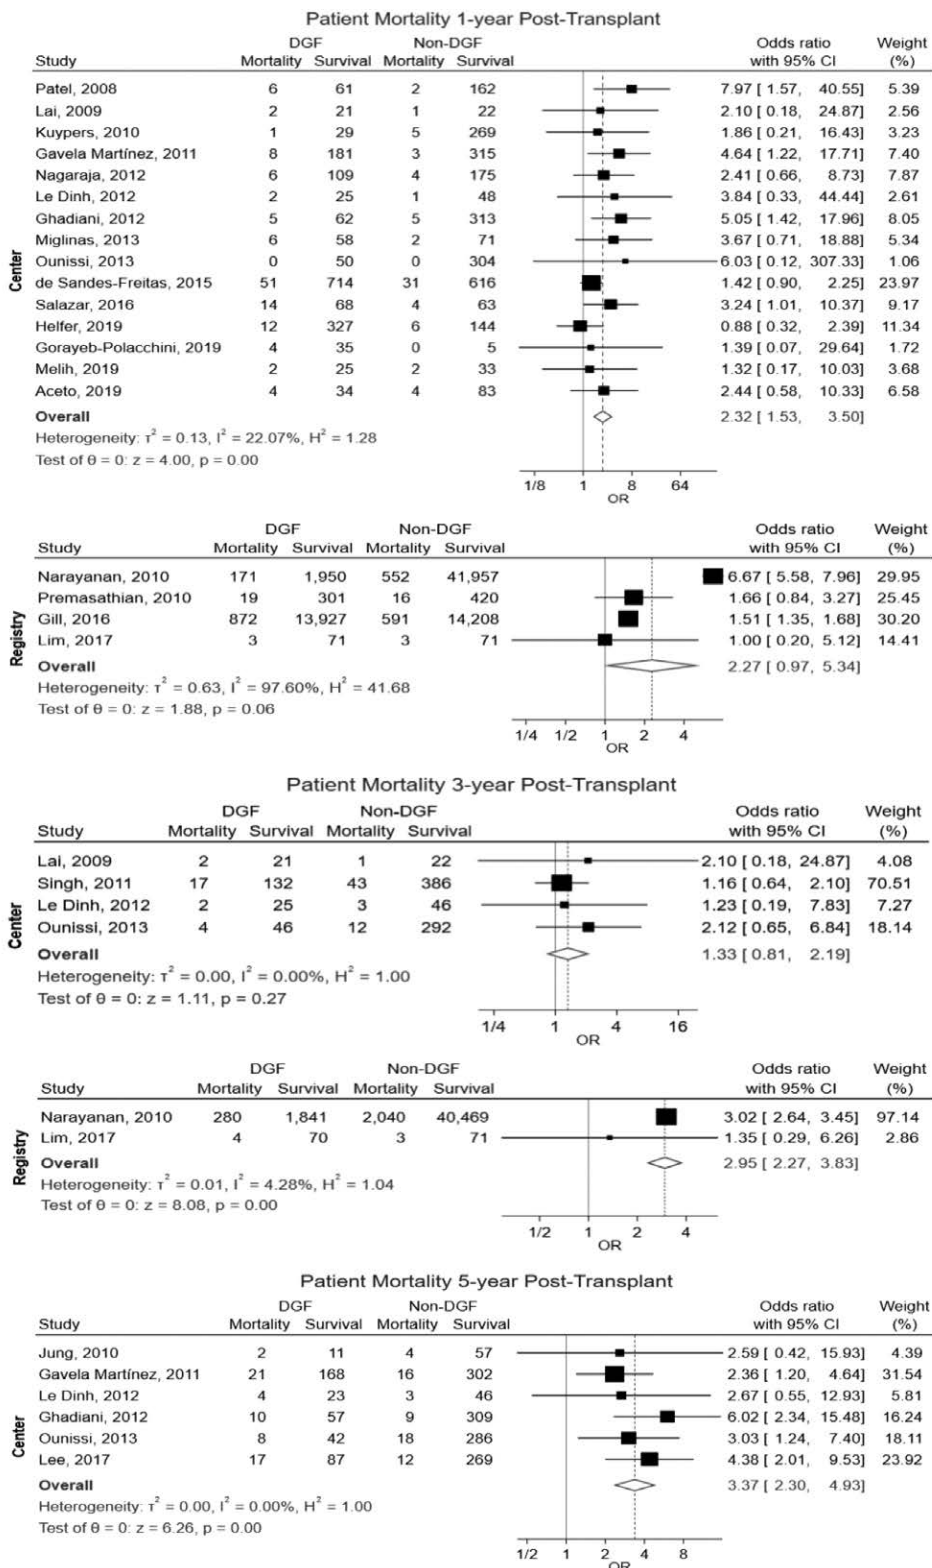 Patient Mortality 1-year Post-Transplant
DGF Non-DGF Odds ratio Weight
Study Mortality Survival Mortality Survival with 95% CI (%)
Patel, 2008 6 61 2 162 7.97 [ 1.57, 40.55] 5.39
Lai, 2009 2 21 1 22 2.10 [ 0.18, 24.87] 2.56
Kuypers, 2010 1 29 5 269 1.86 [ 0.21, 16.43] 3.23
Gavela Martínez, 2011 8 181 3 315 4.64 [ 1.22, 17.71] 7.40
Nagaraja, 2012 6 109 4 175 2.41 [ 0.66, 8.73] 7.87
Le Dinh, 2012 2 25 1 48 3.84 [ 0.33, 44.44] 2.61
Ghadiani, 2012 5 62 5 313 5.05 [ 1.42, 17.96] 8.05
Miglinas, 2013 6 58 2 71 3.67 [ 0.71, 18.88] 5.34
Ounissi, 2013 0 50 0 304 6.03 [ 0.12, 307.33] 1.06
de Sandes-Freitas, 2015 51 714 31 616 1.42 [ 0.90, 2.25] 23.97
Salazar, 2016 14 68 4 63 3.24 [ 1.01, 10.37] 9.17
Helfer, 2019 12 327 6 144 0.88 [ 0.32, 2.39] 11.34
Gorayeb-Polacchini, 2019 4 35 0 5 1.39 [ 0.07, 29.64] 1.72
Melih, 2019 2 25 2 33 1.32 [ 0.17, 10.03] 3.68
Aceto, 2019 4 34 4 83 2.44 [ 0.58, 10.33] 6.58
Center
Overall 2.32 [ 1.53, 3.50]
Heterogeneity: τ² = 0.13, I² = 22.07%, H² = 1.28
Test of θ = 0: z = 4.00, p = 0.00
1/8 1 8 64
OR
DGF Non-DGF Odds ratio Weight
Study Mortality Survival Mortality Survival with 95% CI (%)
Narayanan, 2010 171 1,950 552 41,957 6.67 [ 5.58, 7.96] 29.95
Premasathian, 2010 19 301 16 420 1.66 [ 0.84, 3.27] 25.45
Gill, 2016 872 13,927 591 14,208 1.51 [ 1.35, 1.68] 30.20
Lim, 2017 3 71 3 71 1.00 [ 0.20, 5.12] 14.41
Registry
Overall 2.27 [ 0.97, 5.34]
Heterogeneity: τ² = 0.63, I² = 97.60%, H² = 41.68
Test of θ = 0: z = 1.88, p = 0.06
1/4 1/2 1 2 4
OR
Patient Mortality 3-year Post-Transplant
DGF Non-DGF Odds ratio Weight
Study Mortality Survival Mortality Survival with 95% CI (%)
Lai, 2009 2 21 1 22 2.10 [ 0.18, 24.87] 4.08
Singh, 2011 17 132 43 386 1.16 [ 0.64, 2.10] 70.51
Le Dinh, 2012 2 25 3 46 1.23 [ 0.19, 7.83] 7.27
Ounissi, 2013 4 46 12 292 2.12 [ 0.65, 6.84] 18.14
Center
Overall 1.33 [ 0.81, 2.19]
Heterogeneity: τ² = 0.00, I² = 0.00%, H² = 1.00
Test of θ = 0: z = 1.11, p = 0.27
1/4 1 4 16
OR
DGF Non-DGF Odds ratio Weight
Study Mortality Survival Mortality Survival with 95% CI (%)
Narayanan, 2010 280 1,841 2,040 40,469 3.02 [ 2.64, 3.45] 97.14
Lim, 2017 4 70 3 71 1.35 [ 0.29, 6.26] 2.86
Registry
Overall 2.95 [ 2.27, 3.83]
Heterogeneity: τ² = 0.01, I² = 4.28%, H² = 1.04
Test of θ = 0: z = 8.08, p = 0.00
1/2 1 2 4
OR
Patient Mortality 5-year Post-Transplant
DGF Non-DGF Odds ratio Weight
Study Mortality Survival Mortality Survival with 95% CI (%)
Jung, 2010 2 11 4 57 2.59 [ 0.42, 15.93] 4.39
Gavela Martínez, 2011 21 168 16 302 2.36 [ 1.20, 4.64] 31.54
Le Dinh, 2012 4 23 3 46 2.67 [ 0.55, 12.93] 5.81
Ghadiani, 2012 10 57 9 309 6.02 [ 2.34, 15.48] 16.24
Ounissi, 2013 8 42 18 286 3.03 [ 1.24, 7.40] 18.11
Lee, 2017 17 87 12 269 4.38 [ 2.01, 9.53] 23.92
Center
Overall 3.37 [ 2.30, 4.93]
Heterogeneity: τ² = 0.00, I² = 0.00%, H² = 1.00
Test of θ = 0: z = 6.26, p = 0.00
1/2 1 2 4 8
OR